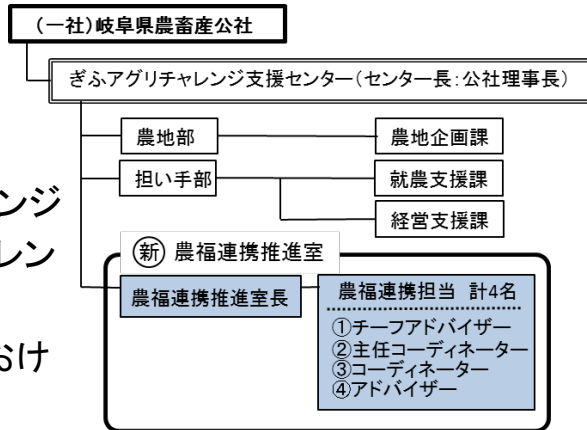 (一社)岐阜県農畜産公社
ぎふアグリチャレンジ支援センター(センター長:公社理事長)
農地部
農地企画課
担い手部
就農支援課
経営支援課
ンジ
レン
おけ
㊟新 農福連携推進室
農福連携推進室長
農福連携担当 計4名
①チーフアドバイザー
②主任コーディネーター
③コーディネーター
④アドバイザー